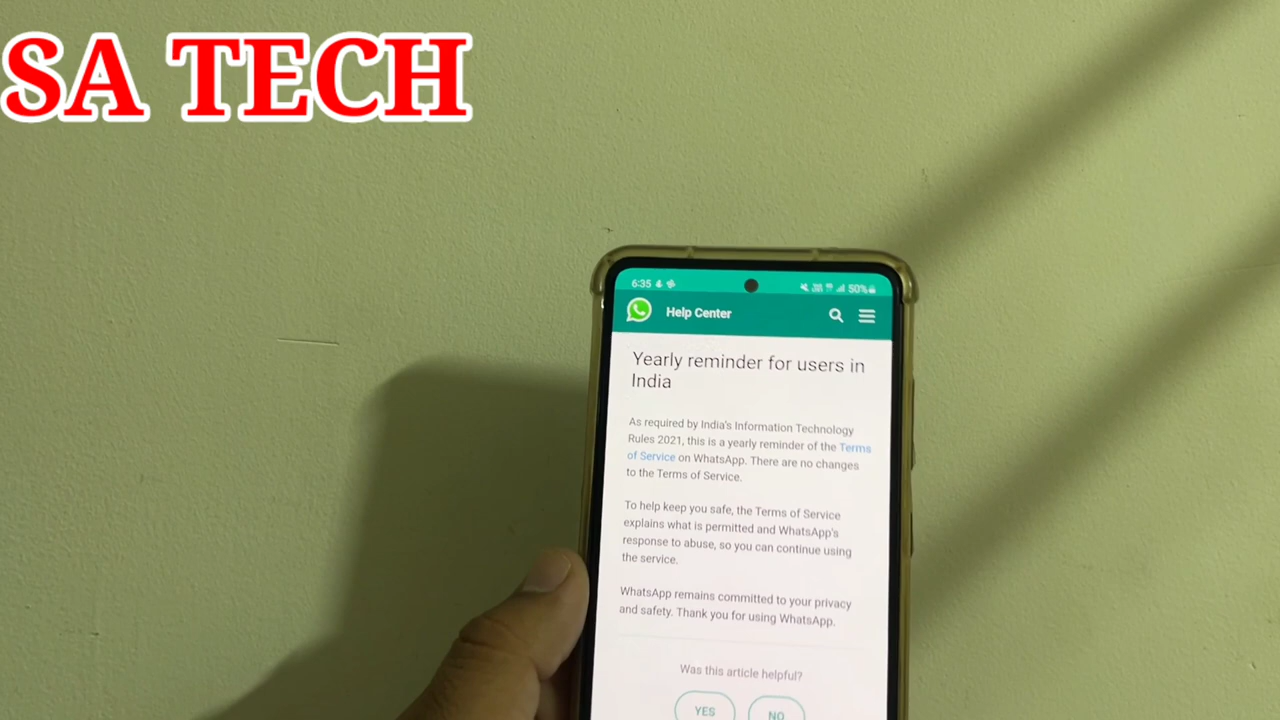 SA TECH
6:35
50%
Help Center
Yearly reminder for users in
India
As required by India's Information Technology
Rules 2021, this is a yearly reminder of the Terms
of Service on WhatsApp. There are no changes
to the Terms of Service.
To help keep you safe, the Terms of Service
explains what is permitted and WhatsApp's
response to abuse, so you can continue using
the service.
WhatsApp remains committed to your privacy
and safety. Thank you for using WhatsApp.
Was this article helpful?
YES
NO